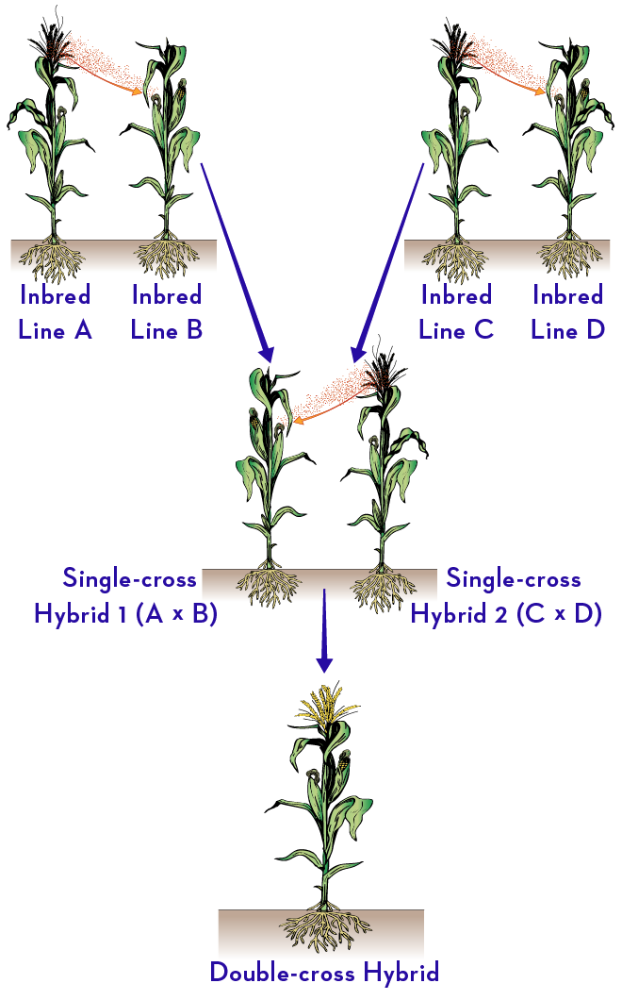 Inbred
Line A
Inbred
Line B
Inbred
Line C
Inbred
Line D
Single-cross
Hybrid 1 (A x B)
Single-cross
Hybrid 2 (C x D)
Double-cross Hybrid